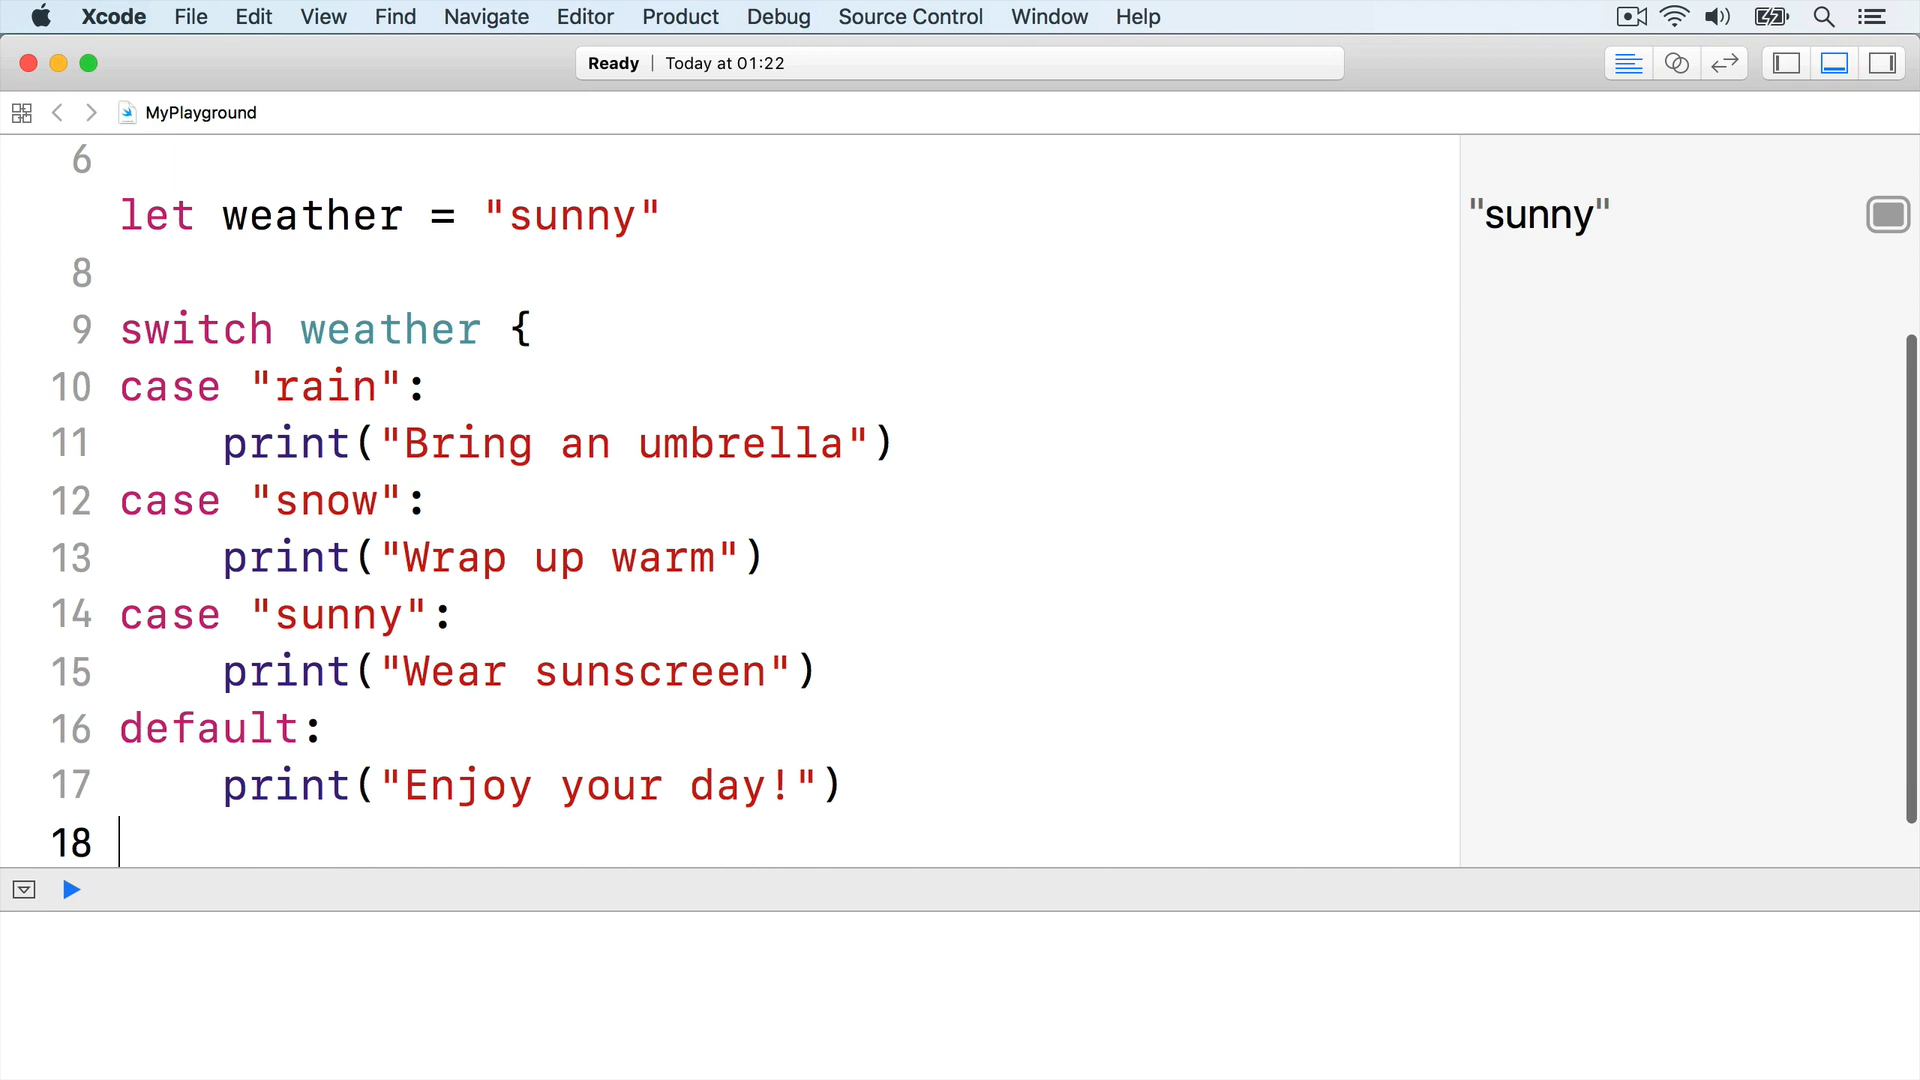 Xcode File Edit View Find Navigate Editor Product Debug Source Control Window Help
Ready | Today at 01:22
MyPlayground
6
let weather = "sunny"
"sunny"
8
9 switch weather {
10 case "rain":
11 print("Bring an umbrella")
12 case "snow":
13 print("Wrap up warm")
14 case "sunny":
15 print("Wear sunscreen")
16 default:
17 print("Enjoy your day!")
18